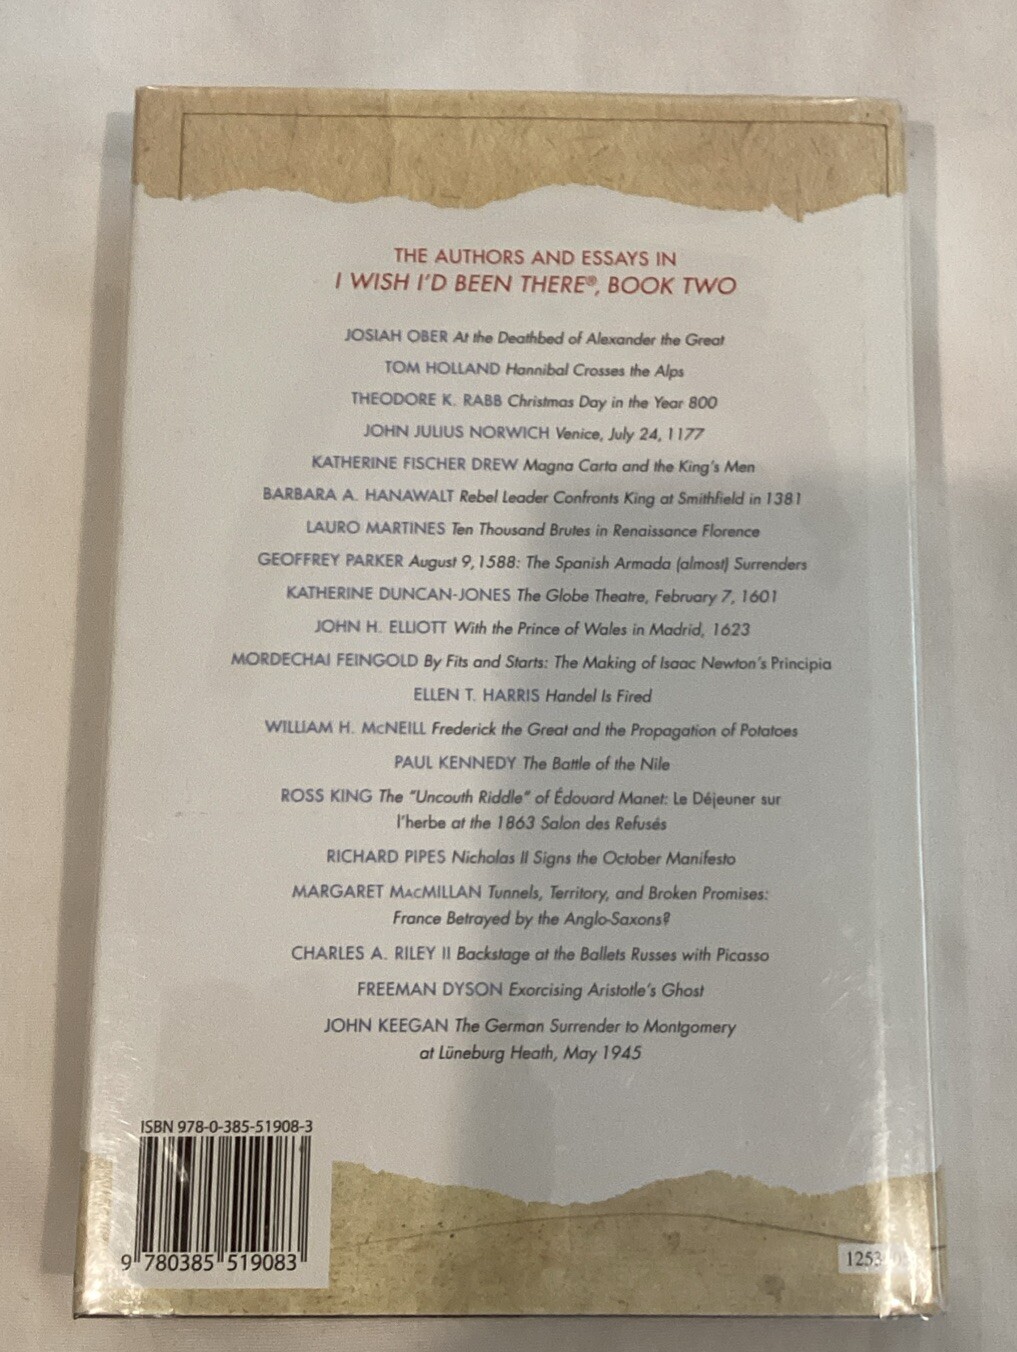 THE AUTHORS AND ESSAYS IN
I WISH I'D BEEN THERE®, BOOK TWO
JOSIAH OBER At the Deathbed of Alexander the Great
TOM HOLLAND Hannibal Crosses the Alps
THEODORE K. RABB Christmas Day in the Year 800
JOHN JULIUS NORWICH Venice, July 24, 1177
KATHERINE FISCHER DREW Magna Carta and the King's Men
BARBARA A. HANAWALT Rebel Leader Confronts King at Smithfield in 1381
LAURO MARTINES Ten Thousand Brutes in Renaissance Florence
GEOFFREY PARKER August 9, 1588: The Spanish Armada (almost) Surrenders
KATHERINE DUNCAN-JONES The Globe Theatre, February 7, 1601
JOHN H. ELLIOTT With the Prince of Wales in Madrid, 1623
MORDECHAI FEINGOLD By Fits and Starts: The Making of Isaac Newton's Principia
ELLEN T. HARRIS Handel Is Fired
WILLIAM H. McNEILL Frederick the Great and the Propagation of Potatoes
PAUL KENNEDY The Battle of the Nile
ROSS KING The "Uncouth Riddle" of Édouard Manet: Le Déjeuner sur
l'herbe at the 1863 Salon des Refusés
RICHARD PIPES Nicholas II Signs the October Manifesto
MARGARET MACMILLAN Tunnels, Territory, and Broken Promises:
France Betrayed by the Anglo-Saxons?
CHARLES A. RILEY II Backstage at the Ballets Russes with Picasso
FREEMAN DYSON Exorcising Aristotle's Ghost
JOHN KEEGAN The German Surrender to Montgomery
at Lüneburg Heath, May 1945
ISBN 978-0-385-51908-3
9 780385 519083